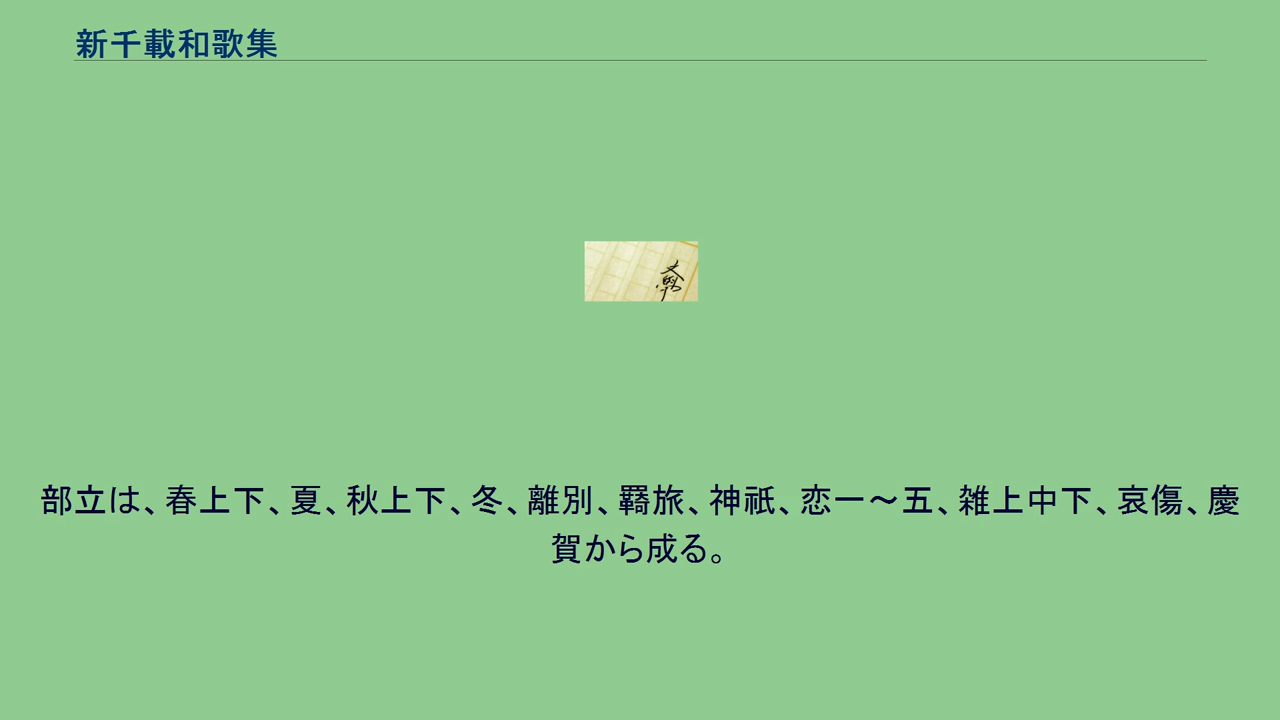 新千載和歌集
部立は、春上下、夏、秋上下、冬、離別、羇旅、神祇、恋一～五、雑上中下、哀傷、慶
賀から成る。